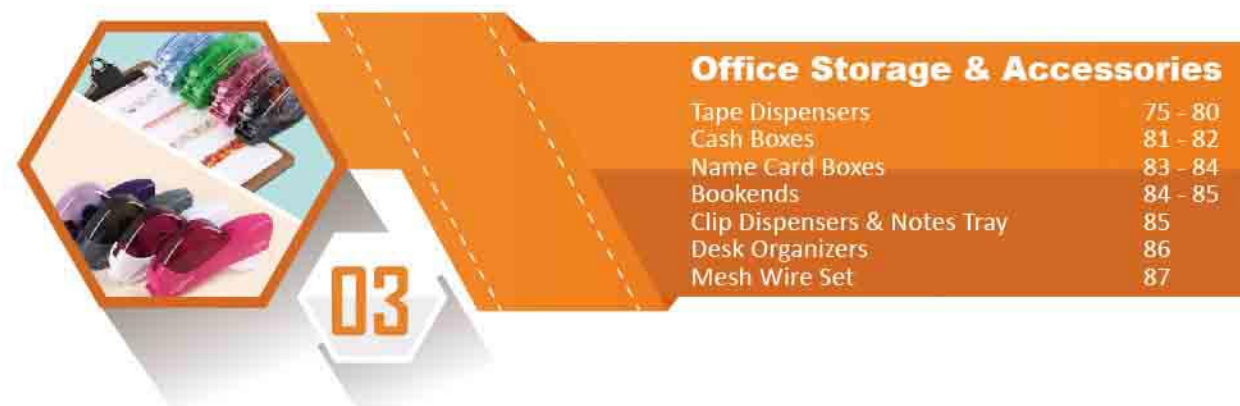 Office Storage & Accessories
Tape Dispensers 75 - 80
Cash Boxes 81 - 82
Name Card Boxes 83 - 84
Bookends 84 - 85
Clip Dispensers & Notes Tray 85
Desk Organizers 86
Mesh Wire Set 87
03